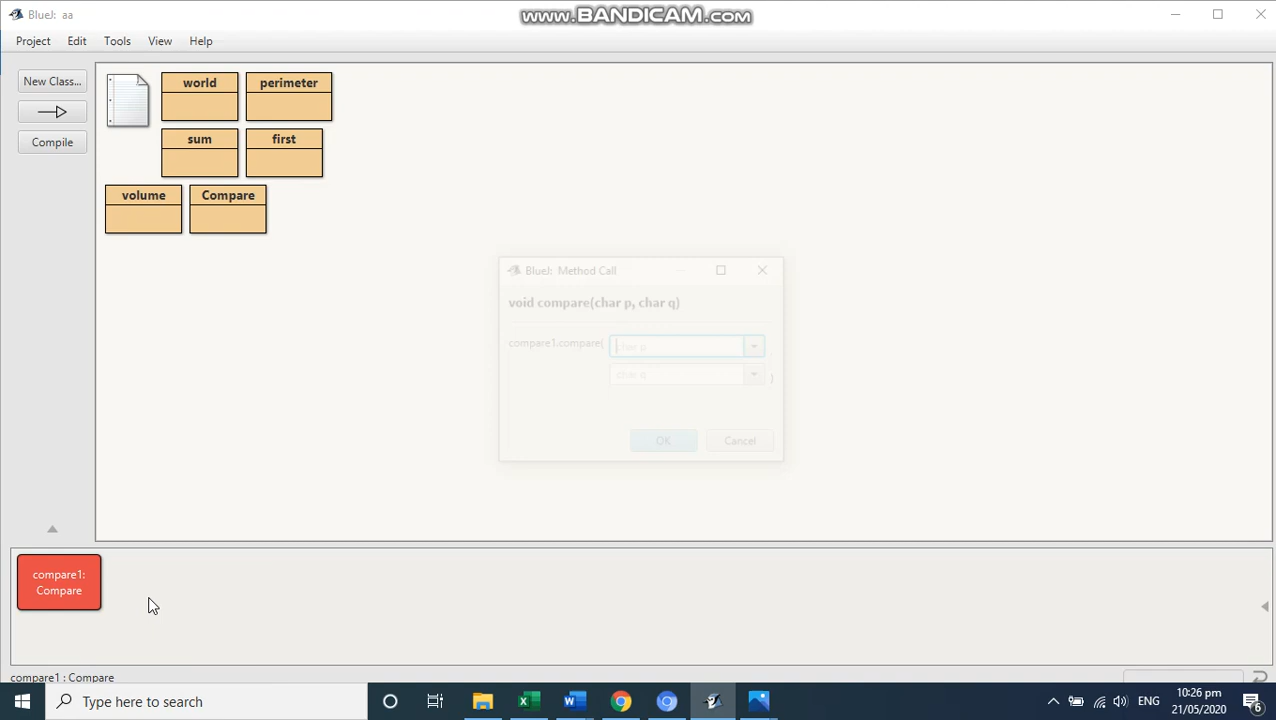 BlueJ: aa
www.BANDICAM.com
Project Edit Tools View Help
New Class...
Compile
world perimeter
sum first
volume Compare
BlueJ: Method Call
void compare(char p, char q)
compare1.compare( char p
char q )
OK Cancel
compare1:
Compare
compare1 : Compare
Type here to search
ENG
10:26 pm
21/05/2020
6